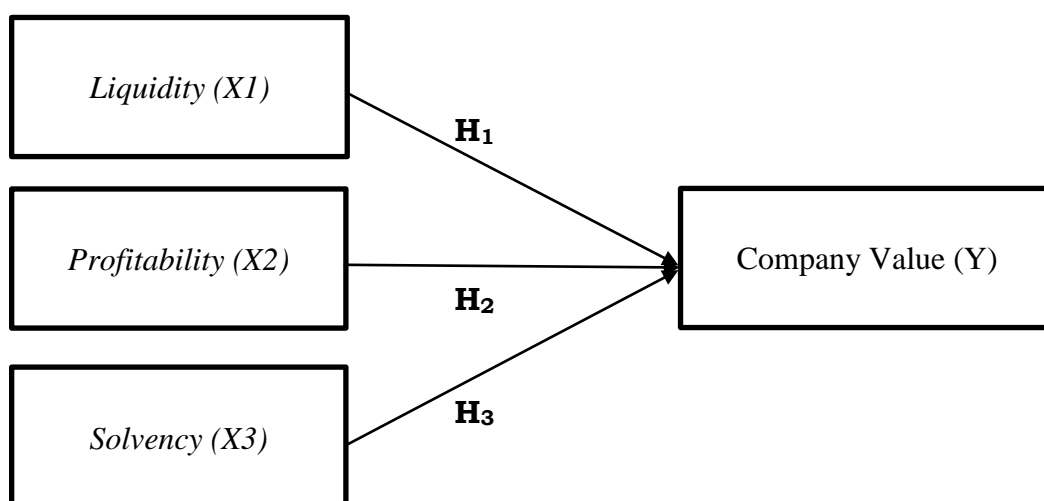 Liquidity (X1)
H₁
Profitability (X2)
Company Value (Y)
H₂
Solvency (X3)
H₃